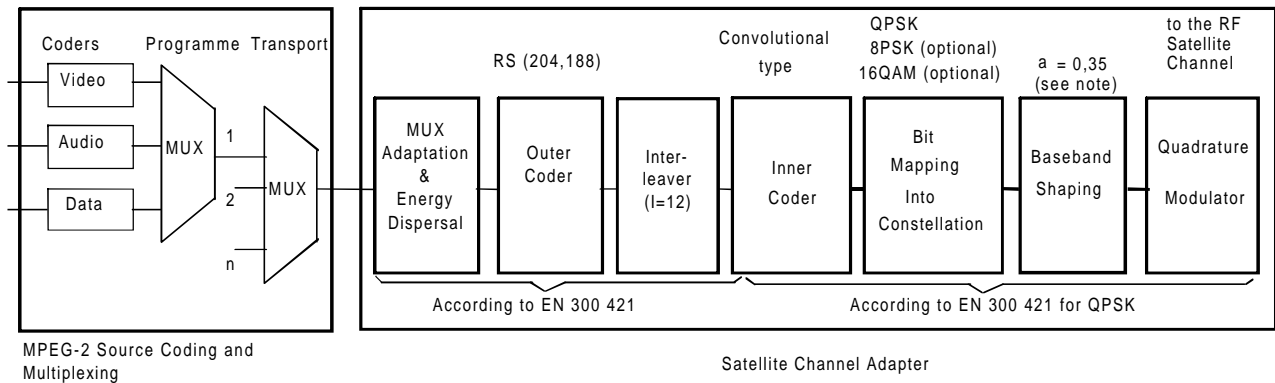 Coders
Programme
Transport
Video
Audio
Data
MUX
1
2
n
MUX
MPEG-2 Source Coding and
Multiplexing
RS (204,188)
Convolutional
type
QPSK
8PSK (optional)
16QAM (optional)
a = 0,35
(see note)
to the RF
Satellite
Channel
MUX
Adaptation
&
Energy
Dispersal
Outer
Coder
Inter-
leaver
(I=12)
Inner
Coder
Bit
Mapping
Into
Constellation
Baseband
Shaping
Quadrature
Modulator
According to EN 300 421
According to EN 300 421 for QPSK
Satellite Channel Adapter